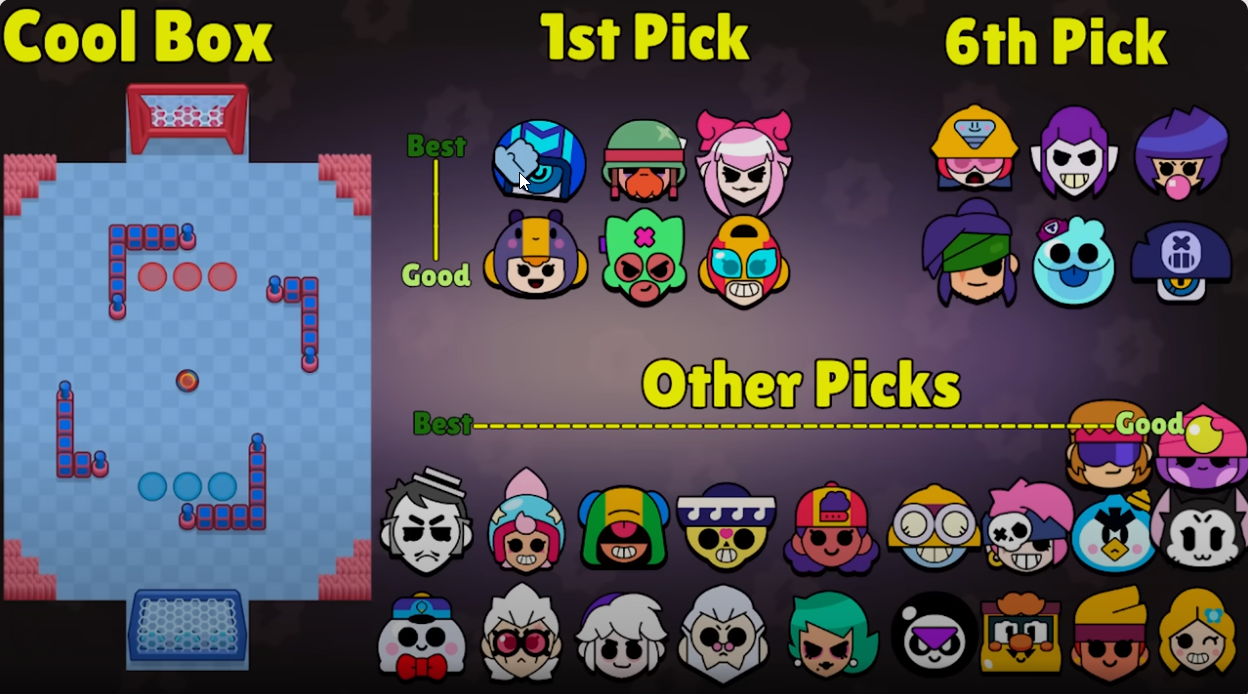 Cool Box
1st Pick
6th Pick
Best
Good
Other Picks
Best
Good